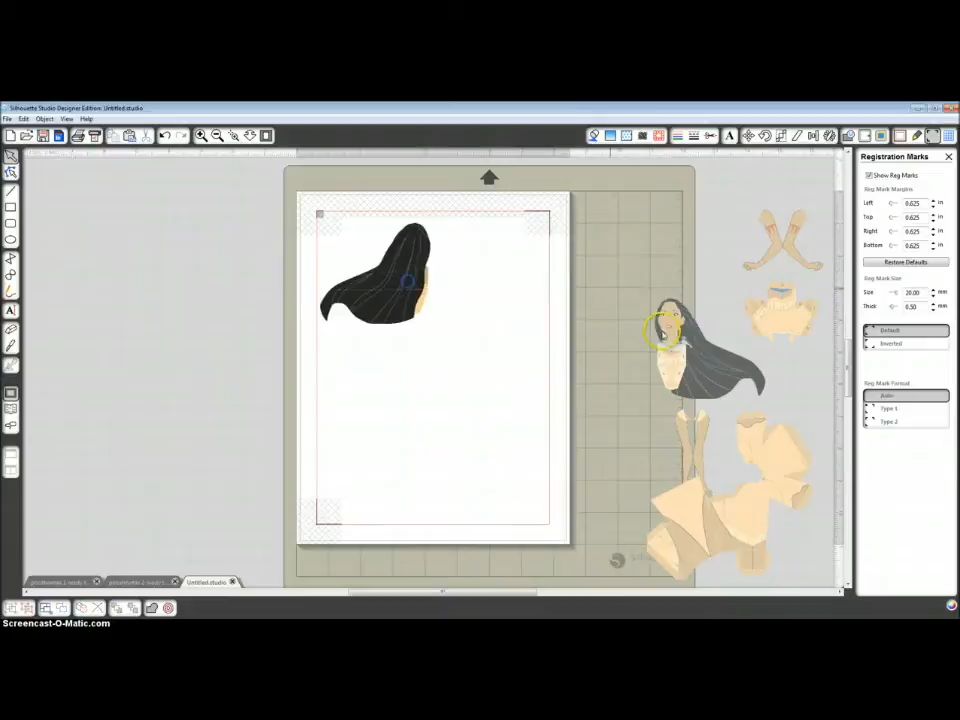 Silhouette Studio Designer Edition: Untitled.studio
File Edit Object View Help
Registration Marks
Show Reg Marks
Reg Mark Margins
Left 0.625 in
Top 0.625 in
Right 0.625 in
Bottom 0.625 in
Restore Defaults
Reg Mark Size
Size 20.00 mm
Thick 0.50 mm
Default
Inverted
Reg Mark Format
Auto
Type 1
Type 2
Untitled.studio
Screencast-O-Matic.com